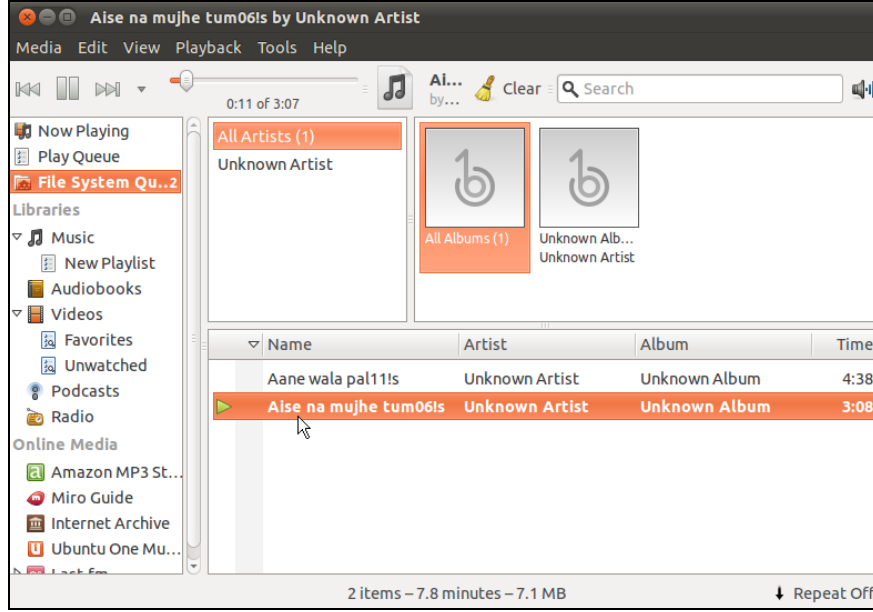 Aise na mujhe tum06!s by Unknown Artist
Media Edit View Playback Tools Help
0:11 of 3:07
Ai...
by...
Clear
Search
Now Playing
Play Queue
File System Qu..2
Libraries
Music
New Playlist
Audiobooks
Videos
Favorites
Unwatched
Podcasts
Radio
Online Media
Amazon MP3 St...
Miro Guide
Internet Archive
Ubuntu One Mu...
Last.fm
All Artists (1)
Unknown Artist
All Albums (1)
Unknown Alb...
Unknown Artist
Name Artist Album Time
Aane wala pal11!s Unknown Artist Unknown Album 4:38
Aise na mujhe tum06!s Unknown Artist Unknown Album 3:08
2 items – 7.8 minutes – 7.1 MB
Repeat Off